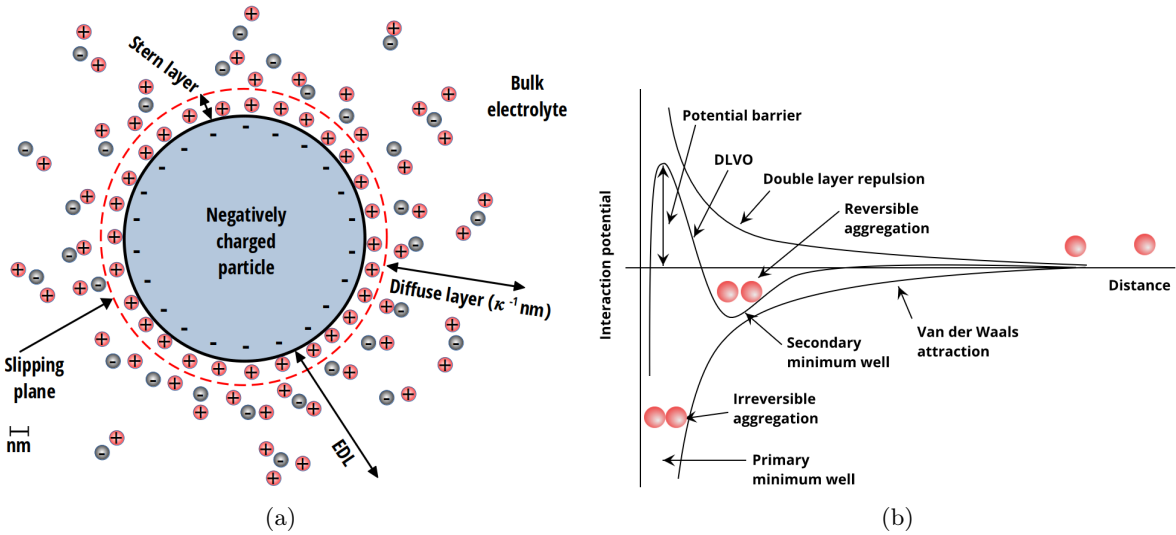 Stern layer
Bulk
electrolyte
Negatively
charged
particle
Diffuse layer (κ⁻¹ nm)
Slipping
plane
nm
EDL
(a)
Interaction potential
Potential barrier
DLVO
Double layer repulsion
Reversible
aggregation
Distance
Secondary
minimum well
Van der Waals
attraction
Irreversible
aggregation
Primary
minimum well
(b)